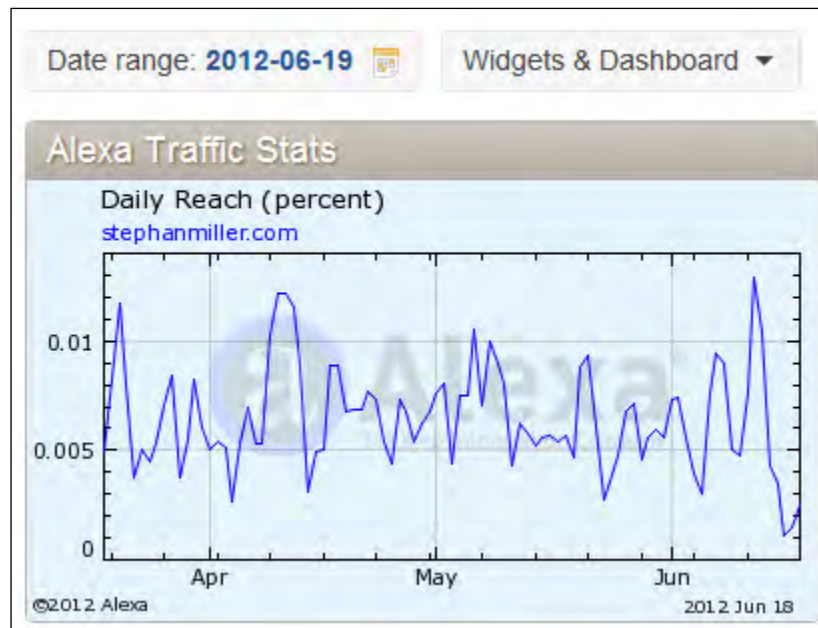 Date range: 2012-06-19
Widgets & Dashboard
Alexa Traffic Stats
Daily Reach (percent)
stephanmiller.com
0.01
Alexa
0.005
0
Apr May Jun
©2012 Alexa 2012 Jun 18